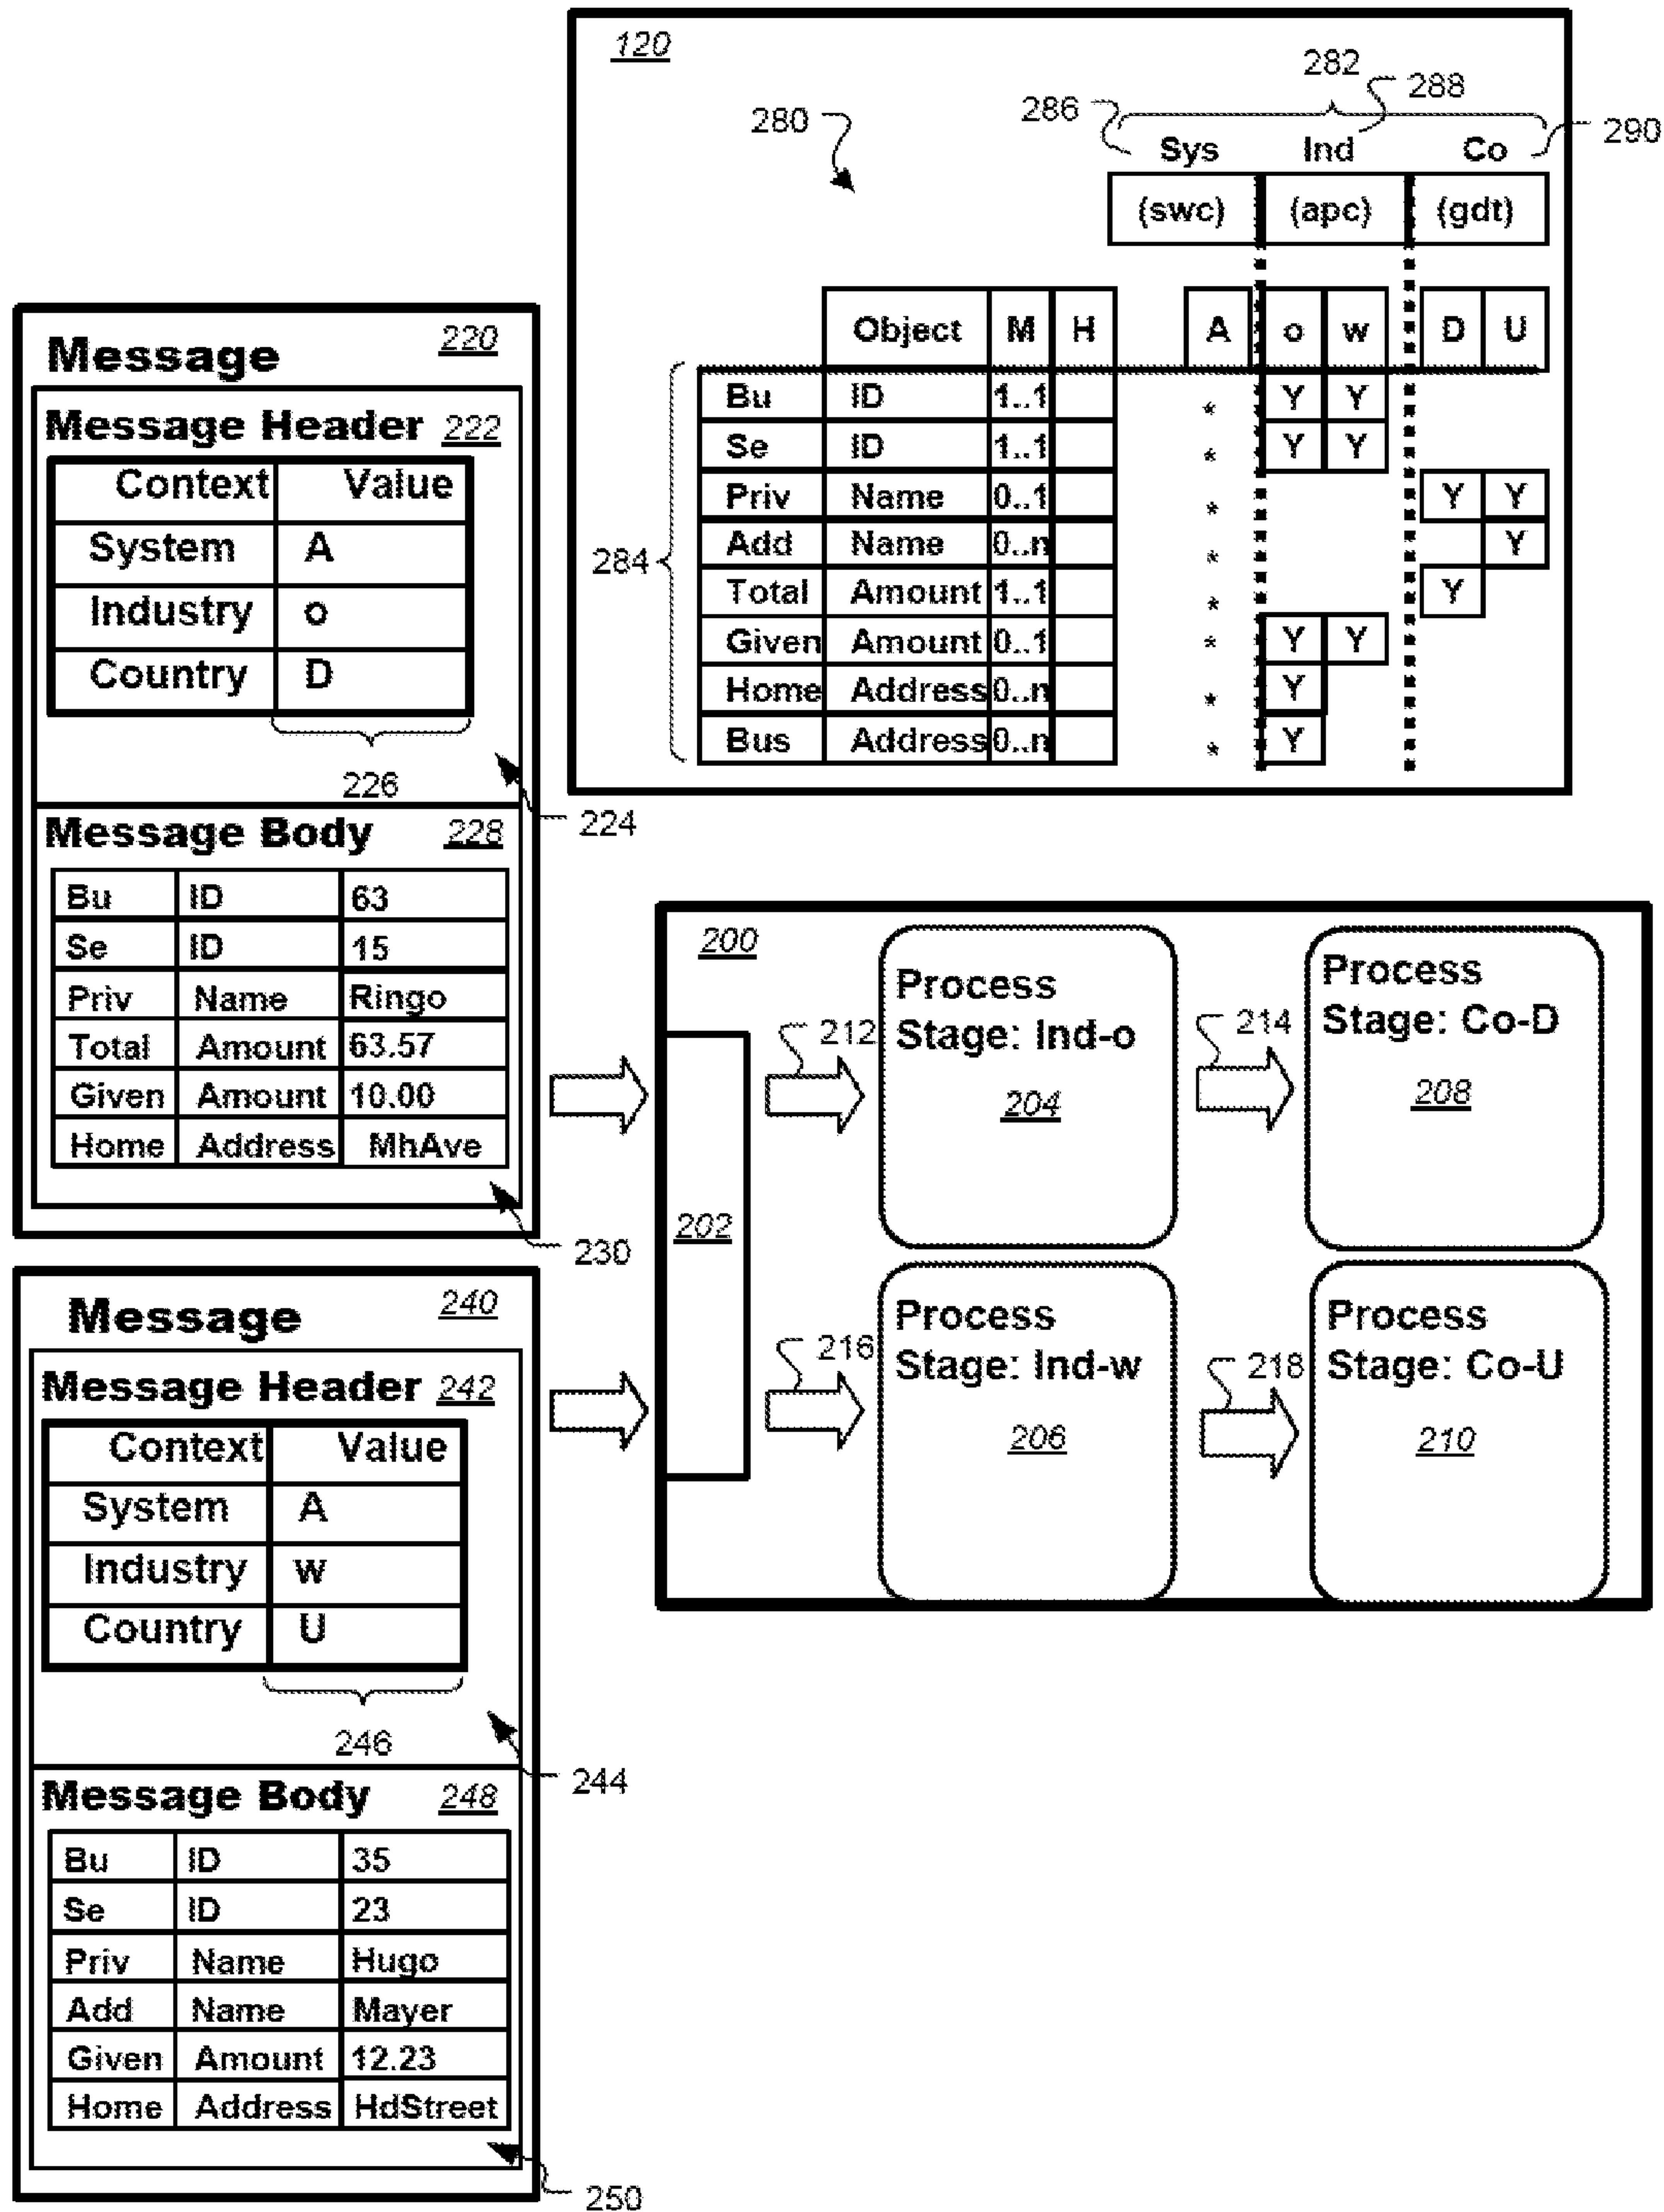 120
282
288
286
280
290
Sys Ind Co
(swc) (apc) (gdt)
Object M H A o w D U
Bu ID 1..1 * Y Y
Se ID 1..1 * Y Y
Priv Name 0..1 * Y Y
Add Name 0..n * Y
284
Total Amount 1..1 * Y
Given Amount 0..1 * Y Y
Home Address 0..n * Y
Bus Address 0..n * Y
Message 220
Message Header 222
Context Value
System A
Industry o
Country D
226
224
Message Body 228
Bu ID 63
Se ID 15
Priv Name Ringo
Total Amount 63.57
Given Amount 10.00
Home Address MhAve
230
200
202
212
Process
Stage: Ind-o
204
214
Process
Stage: Co-D
208
216
Process
Stage: Ind-w
206
218
Process
Stage: Co-U
210
Message 240
Message Header 242
Context Value
System A
Industry w
Country U
246
244
Message Body 248
Bu ID 35
Se ID 23
Priv Name Hugo
Add Name Mayer
Given Amount 12.23
Home Address HdStreet
250